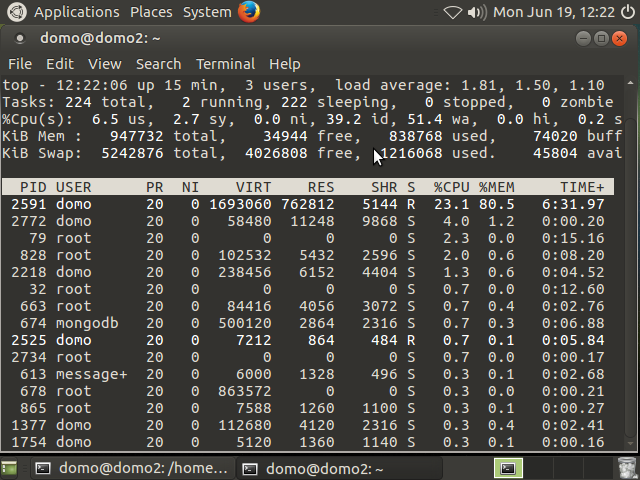 Applications Places System Mon Jun 19, 12:22
domo@domo2: ~
File Edit View Search Terminal Help
top - 12:22:06 up 15 min, 3 users, load average: 1.81, 1.50, 1.10
Tasks: 224 total, 2 running, 222 sleeping, 0 stopped, 0 zombie
%Cpu(s): 6.5 us, 2.7 sy, 0.0 ni, 39.2 id, 51.4 wa, 0.0 hi, 0.2 s
KiB Mem : 947732 total, 34944 free, 838768 used, 74020 buff
KiB Swap: 5242876 total, 4026808 free, 1216068 used. 45804 avai
PID USER PR NI VIRT RES SHR S %CPU %MEM TIME+
2591 domo 20 0 1693060 762812 5144 R 23.1 80.5 6:31.97
2772 domo 20 0 58480 11248 9868 S 4.0 1.2 0:00.20
79 root 20 0 0 0 0 S 2.3 0.0 0:15.16
828 root 20 0 102532 5432 2596 S 2.0 0.6 0:08.20
2218 domo 20 0 238456 6152 4404 S 1.3 0.6 0:04.52
32 root 20 0 0 0 0 S 0.7 0.0 0:12.60
663 root 20 0 84416 4056 3072 S 0.7 0.4 0:02.76
674 mongodb 20 0 500120 2864 2316 S 0.7 0.3 0:06.88
2525 domo 20 0 7212 864 484 R 0.7 0.1 0:05.84
2734 root 20 0 0 0 0 S 0.7 0.0 0:00.17
613 message+ 20 0 6000 1328 496 S 0.3 0.1 0:02.68
678 root 20 0 863572 0 0 S 0.3 0.0 0:00.21
865 root 20 0 7588 1260 1100 S 0.3 0.1 0:00.27
1377 domo 20 0 112680 4120 2316 S 0.3 0.4 0:02.41
1754 domo 20 0 5120 1360 1140 S 0.3 0.1 0:00.16
domo@domo2: /home... domo@domo2: ~